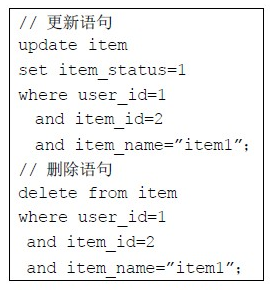 // 更新语句
update item
set item_status=1
where user_id=1
and item_id=2
and item_name=”item1”;
// 删除语句
delete from item
where user_id=1
and item_id=2
and item_name=”item1”;